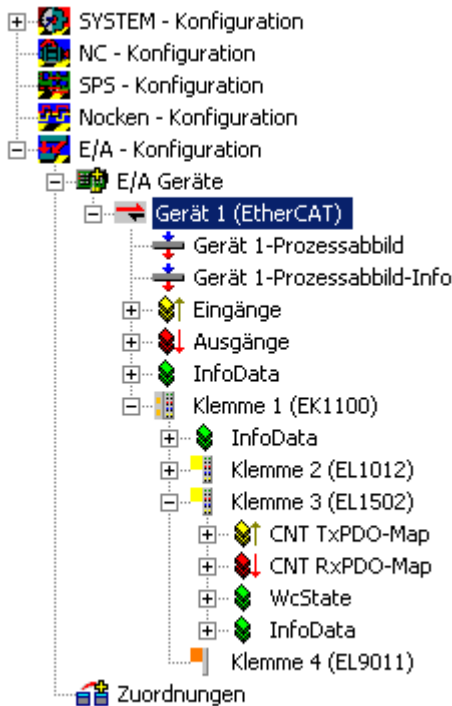 SYSTEM - Konfiguration
NC - Konfiguration
SPS - Konfiguration
Nocken - Konfiguration
E/A - Konfiguration
E/A Geräte
Gerät 1 (EtherCAT)
Gerät 1-Prozessabbild
Gerät 1-Prozessabbild-Info
Eingänge
Ausgänge
InfoData
Klemme 1 (EK1100)
InfoData
Klemme 2 (EL1012)
Klemme 3 (EL1502)
CNT TxPDO-Map
CNT RxPDO-Map
WcState
InfoData
Klemme 4 (EL9011)
Zuordnungen